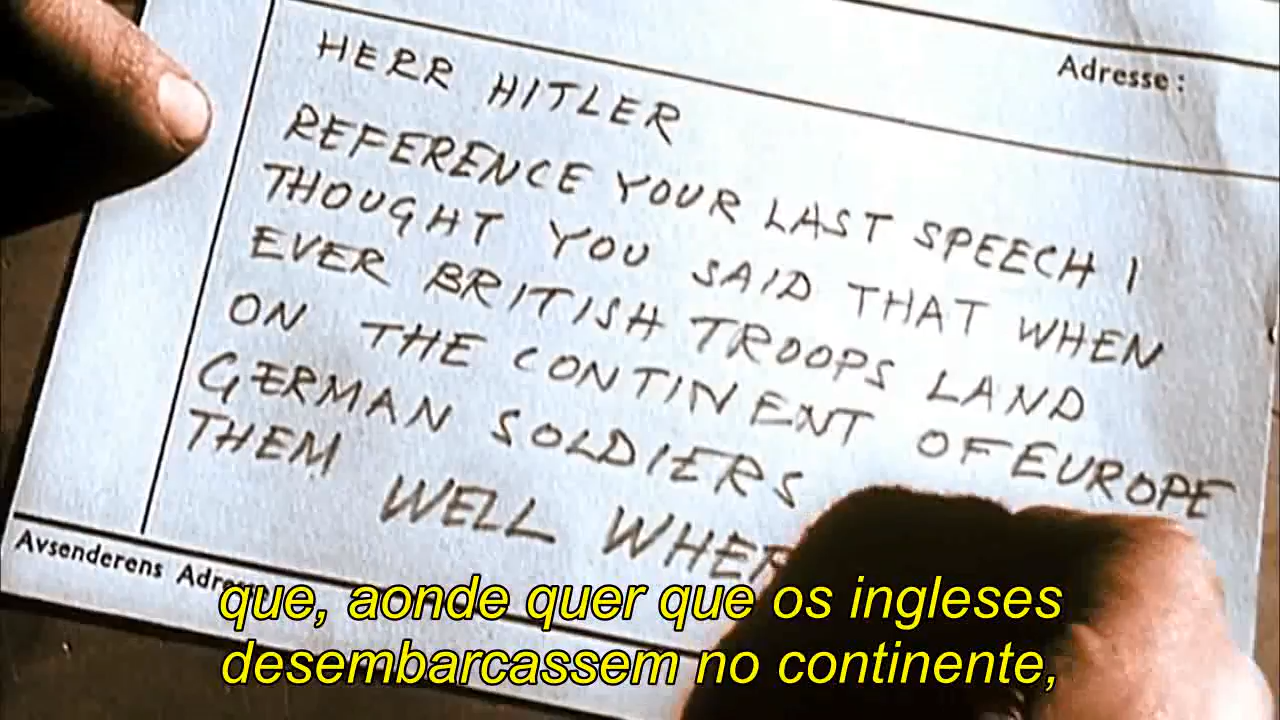 Adresse:
HERR HITLER
REFERENCE YOUR LAST SPEECH I
THOUGHT YOU SAID THAT WHEN
EVER BRITISH TROOPS LAND
ON THE CONTINENT OF EUROPE
GERMAN SOLDIERS
THEM WELL
Avsenderens
que, aonde quer que os ingleses
desembarcassem no continente,